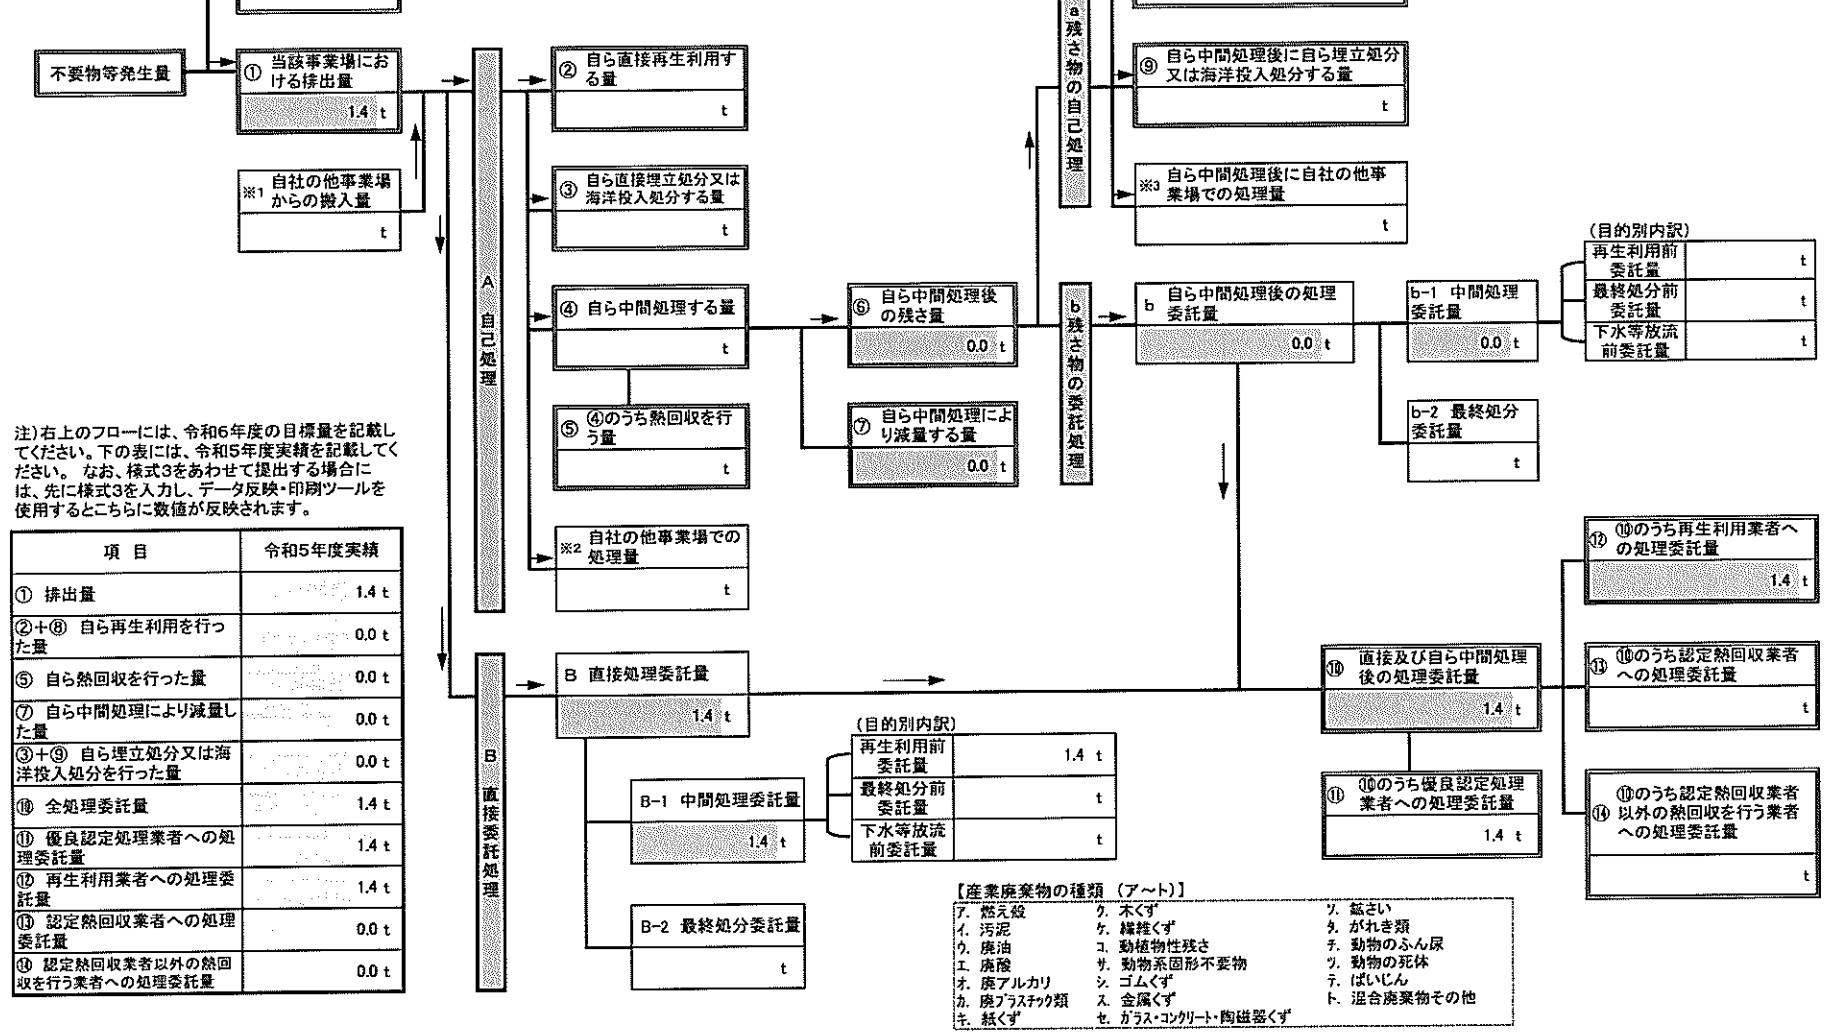 不要物等発生量
① 当該事業場にお
ける排出量
1.4 t
※1 自社の他事業場
からの搬入量
t
A 自己処理
② 自ら直接再生利用す
る量
t
③ 自ら直接埋立処分又は
海洋投入処分する量
t
④ 自ら中間処理する量
t
⑤ ④のうち熱回収を行
う量
t
※2 自社の他事業場での
処理量
t
⑥ 自ら中間処理後
の残さ量
0.0 t
⑦ 自ら中間処理によ
り減量する量
0.0 t
a 残さ物の自己処理
⑨ 自ら中間処理後に自ら埋立処分
又は海洋投入処分する量
t
※3 自ら中間処理後に自社の他事
業場での処理量
t
b 残さ物の委託処理
b 自ら中間処理後の処理
委託量
0.0 t
b-1 中間処理
委託量
0.0 t
b-2 最終処分
委託量
t
(目的別内訳)
再生利用前
委託量
t
最終処分前
委託量
t
下水等放流
前委託量
t
注)右上のフローには、令和6年度の目標量を記載し
てください。下の表には、令和5年度実績を記載してく
ださい。 なお、様式3をあわせて提出する場合に
は、先に様式3を入力し、データ反映・印刷ツールを
使用するとこちらに数値が反映されます。
項 目 令和5年度実績
① 排出量 1.4 t
②+⑧ 自ら再生利用を行っ
た量 0.0 t
⑤ 自ら熱回収を行った量 0.0 t
⑦ 自ら中間処理により減量し
た量 0.0 t
③+⑨ 自ら埋立処分又は海
洋投入処分を行った量 0.0 t
⑩ 全処理委託量 1.4 t
⑪ 優良認定処理業者への処
理委託量 1.4 t
⑫ 再生利用業者への処理委
託量 1.4 t
⑬ 認定熱回収業者への処理
委託量 0.0 t
⑭ 認定熱回収業者以外の熱回
収を行う業者への処理委託量 0.0 t
B 直接委託処理
B 直接処理委託量
1.4 t
B-1 中間処理委託量
1.4 t
B-2 最終処分委託量
t
(目的別内訳)
再生利用前
委託量
1.4 t
最終処分前
委託量
t
下水等放流
前委託量
t
⑩ 直接及び自ら中間処理
後の処理委託量
1.4 t
⑪ ⑩のうち優良認定処理
業者への処理委託量
1.4 t
⑫ ⑩のうち再生利用業者へ
の処理委託量
1.4 t
⑬ ⑩のうち認定熱回収業者
への処理委託量
t
⑭ ⑩のうち認定熱回収業者
以外の熱回収を行う業者
への処理委託量
t
【産業廃棄物の種類 (ア~ト)】
ア. 燃え殻
イ. 汚泥
ウ. 廃油
エ. 廃酸
オ. 廃アルカリ
カ. 廃プラスチック類
キ. 紙くず
ク. 木くず
ケ. 繊維くず
コ. 動植物性残さ
サ. 動物系固形不要物
シ. ゴムくず
ス. 金属くず
セ. ガラス・コンクリート・陶磁器くず
ソ. 鉱さい
タ. がれき類
チ. 動物のふん尿
ツ. 動物の死体
テ. ばいじん
ト. 混合廃棄物その他